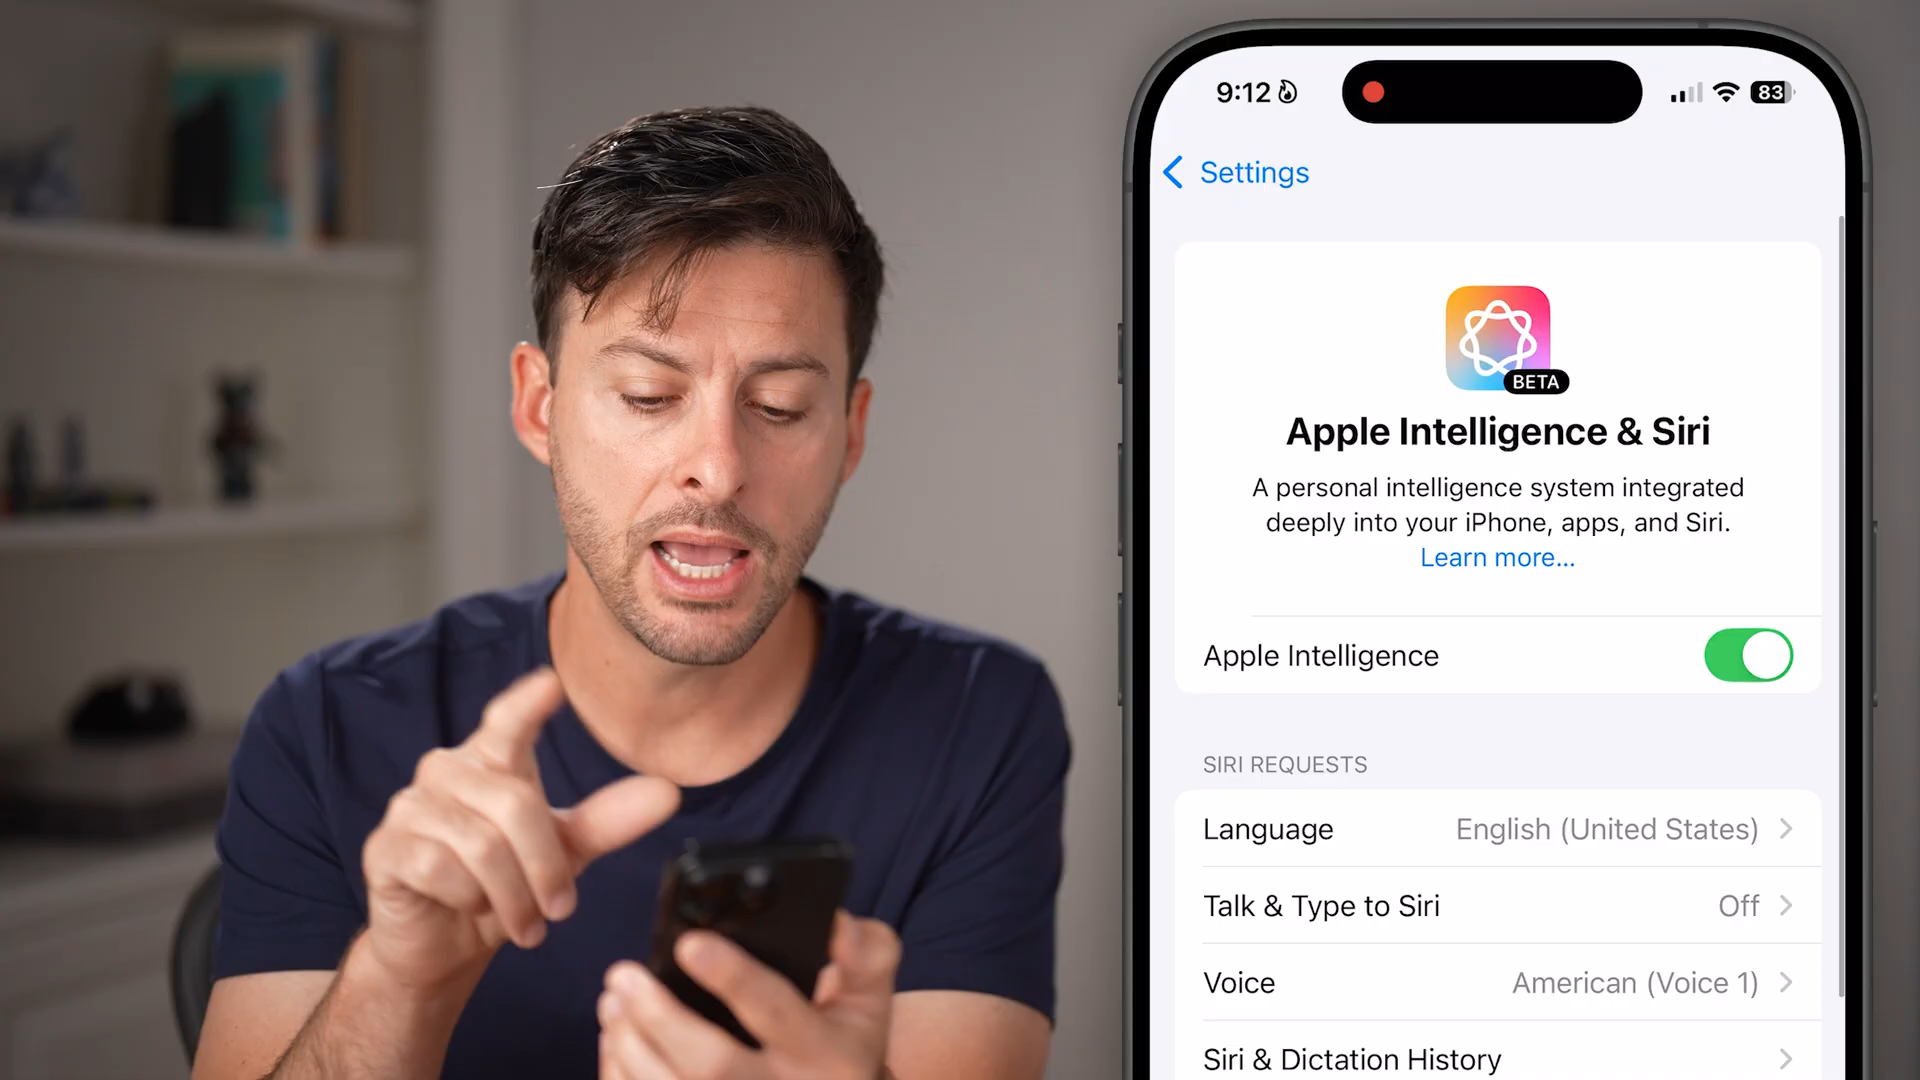 9:12
83
Settings
BETA
Apple Intelligence & Siri
A personal intelligence system integrated
deeply into your iPhone, apps, and Siri.
Learn more...
Apple Intelligence
SIRI REQUESTS
Language English (United States)
Talk & Type to Siri Off
Voice American (Voice 1)
Siri & Dictation History